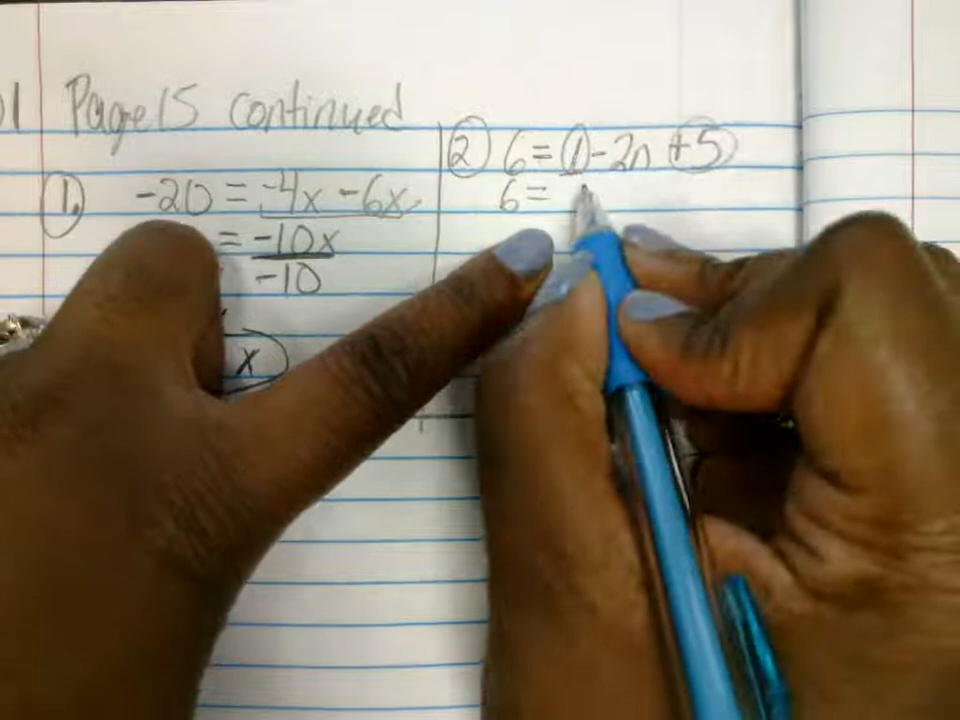 Page 15 continued
1. -20 = -4x -6x
= -10x
-10
x
2 6 = 1 - 2n + 5
6 =